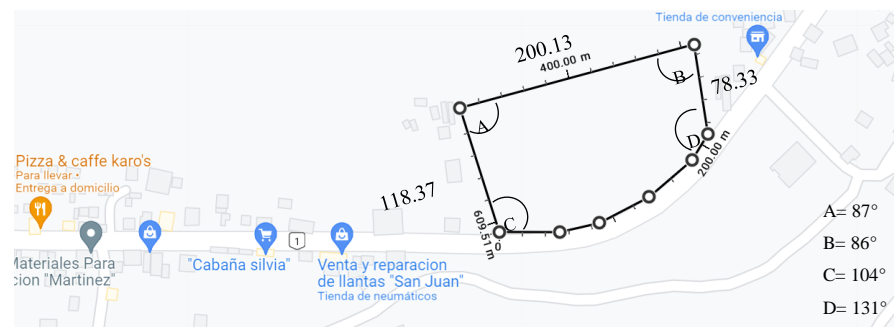 Tienda de conveniencia
200.13
400.00 m
B
78.33
A
D
200.00 m
Pizza & caffe karo's
Para llevar •
Entrega a domicilio
118.37
609.51 m
C
A= 87°
B= 86°
C= 104°
D= 131°
1
Materiales Para
cion "Martinez"
"Cabaña silvia"
Venta y reparacion
de llantas "San Juan"
Tienda de neumáticos